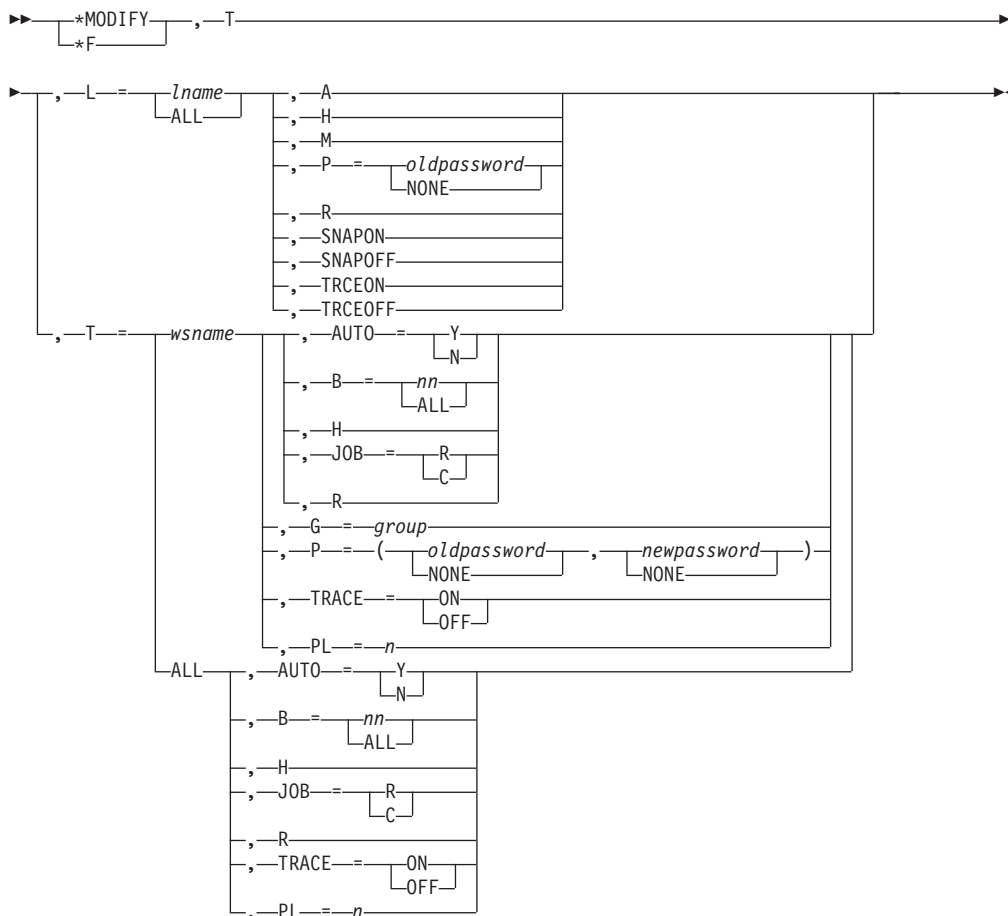 *MODIFY , T
*F
, L = lname , A
ALL , H
, M
, P = oldpassword
NONE
, R
, SNAPON
, SNAPOFF
, TRCEON
, TRCEOFF
, T = wsname , AUTO = Y
N
, B = nn
ALL
, H
, JOB = R
C
, R
, G = group
, P = ( oldpassword , newpassword )
NONE NONE
, TRACE = ON
OFF
, PL = n
ALL , AUTO = Y
N
, B = nn
ALL
, H
, JOB = R
C
, R
, TRACE = ON
OFF
, PL = n